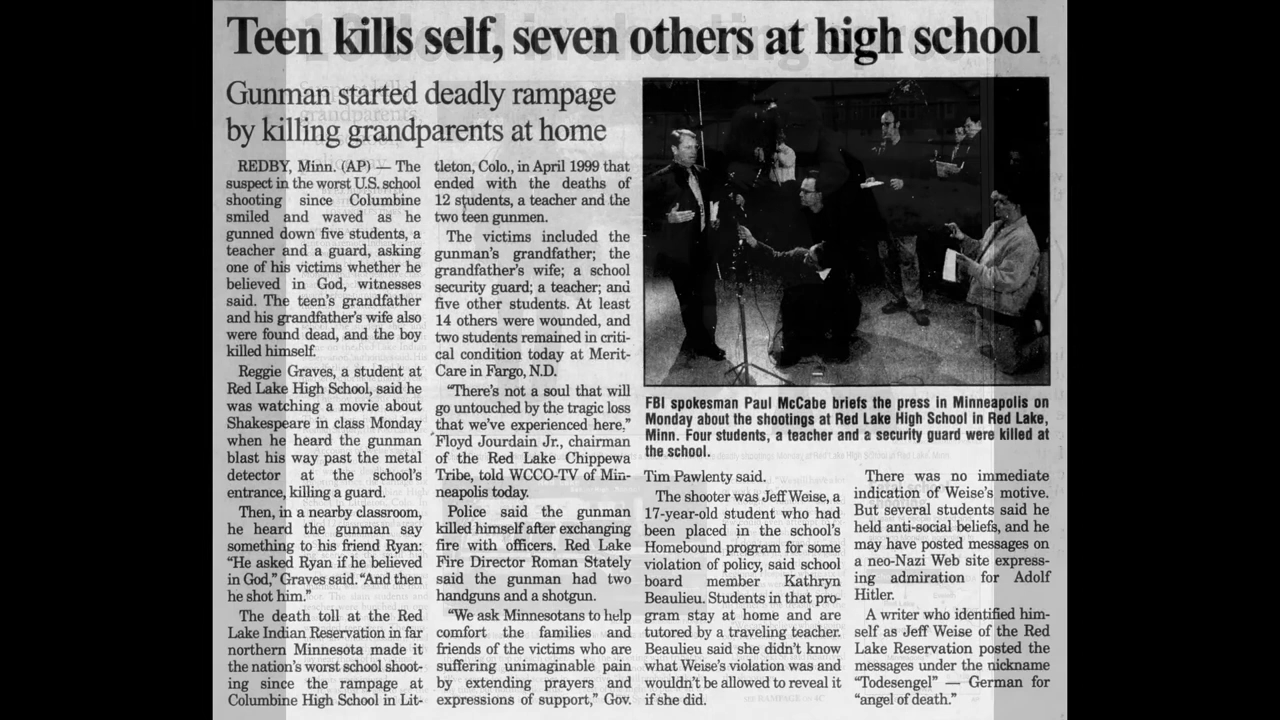 Teen kills self, seven others at high school
Gunman started deadly rampage
by killing grandparents at home
REDBY, Minn. (AP) — The
suspect in the worst U.S. school
shooting since Columbine
smiled and waved as he
gunned down five students, a
teacher and a guard, asking
one of his victims whether he
believed in God, witnesses
said. The teen's grandfather
and his grandfather's wife also
were found dead, and the boy
killed himself.
Reggie Graves, a student at
Red Lake High School, said he
was watching a movie about
Shakespeare in class Monday
when he heard the gunman
blast his way past the metal
detector at the school's
entrance, killing a guard.
Then, in a nearby classroom,
he heard the gunman say
something to his friend Ryan:
"He asked Ryan if he believed
in God," Graves said. "And then
he shot him."
The death toll at the Red
Lake Indian Reservation in far
northern Minnesota made it
the nation's worst school shoot-
ing since the rampage at
Columbine High School in Lit-
tleton, Colo., in April 1999 that
ended with the deaths of
12 students, a teacher and the
two teen gunmen.
The victims included the
gunman's grandfather; the
grandfather's wife; a school
security guard; a teacher; and
five other students. At least
14 others were wounded, and
two students remained in criti-
cal condition today at Merit-
Care in Fargo, N.D.
"There's not a soul that will
go untouched by the tragic loss
that we've experienced here,"
Floyd Jourdain Jr., chairman
of the Red Lake Chippewa
Tribe, told WCCO-TV of Min-
neapolis today.
Police said the gunman
killed himself after exchanging
fire with officers. Red Lake
Fire Director Roman Stately
said the gunman had two
handguns and a shotgun.
"We ask Minnesotans to help
comfort the families and
friends of the victims who are
suffering unimaginable pain
by extending prayers and
expressions of support," Gov.
FBI spokesman Paul McCabe briefs the press in Minneapolis on
Monday about the shootings at Red Lake High School in Red Lake,
Minn. Four students, a teacher and a security guard were killed at
the school.
Tim Pawlenty said.
The shooter was Jeff Weise, a
17-year-old student who had
been placed in the school's
Homebound program for some
violation of policy, said school
board member Kathryn
Beaulieu. Students in that pro-
gram stay at home and are
tutored by a traveling teacher.
Beaulieu said she didn't know
what Weise's violation was and
wouldn't be allowed to reveal it
if she did.
There was no immediate
indication of Weise's motive.
But several students said he
held anti-social beliefs, and he
may have posted messages on
a neo-Nazi Web site express-
ing admiration for Adolf
Hitler.
A writer who identified him-
self as Jeff Weise of the Red
Lake Reservation posted the
messages under the nickname
"Todesengel" — German for
"angel of death."